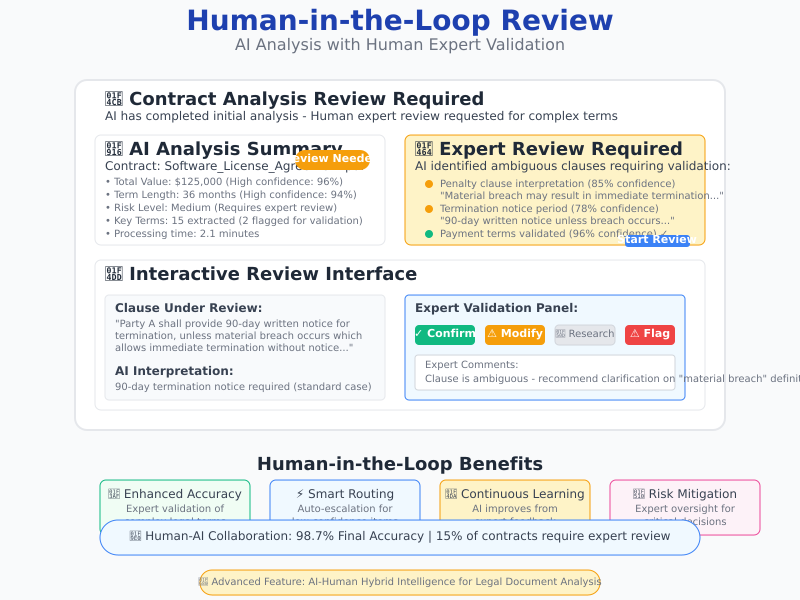 Human-in-the-Loop Review
AI Analysis with Human Expert Validation
Contract Analysis Review Required
AI has completed initial analysis - Human expert review requested for complex terms
AI Analysis Summary
Review Needed
Contract: Software_License_Agre
• Total Value: $125,000 (High confidence: 96%)
• Term Length: 36 months (High confidence: 94%)
• Risk Level: Medium (Requires expert review)
• Key Terms: 15 extracted (2 flagged for validation)
• Processing time: 2.1 minutes
Expert Review Required
AI identified ambiguous clauses requiring validation:
Penalty clause interpretation (85% confidence)
"Material breach may result in immediate termination..."
Termination notice period (78% confidence)
"90-day written notice unless breach occurs..."
Payment terms validated (96% confidence) ✓
Start Review
Interactive Review Interface
Clause Under Review:
"Party A shall provide 90-day written notice for
termination, unless material breach occurs which
allows immediate termination without notice..."
AI Interpretation:
90-day termination notice required (standard case)
Expert Validation Panel:
✓ Confirm
⚠ Modify
Research
⚠ Flag
Expert Comments:
Clause is ambiguous - recommend clarification on "material breach" definit
Human-in-the-Loop Benefits
Enhanced Accuracy
Expert validation of
⚡ Smart Routing
Auto-escalation for
Continuous Learning
AI improves from
Risk Mitigation
Expert oversight for
decisions
Human-AI Collaboration: 98.7% Final Accuracy | 15% of contracts require expert review
Advanced Feature: AI-Human Hybrid Intelligence for Legal Document Analysis